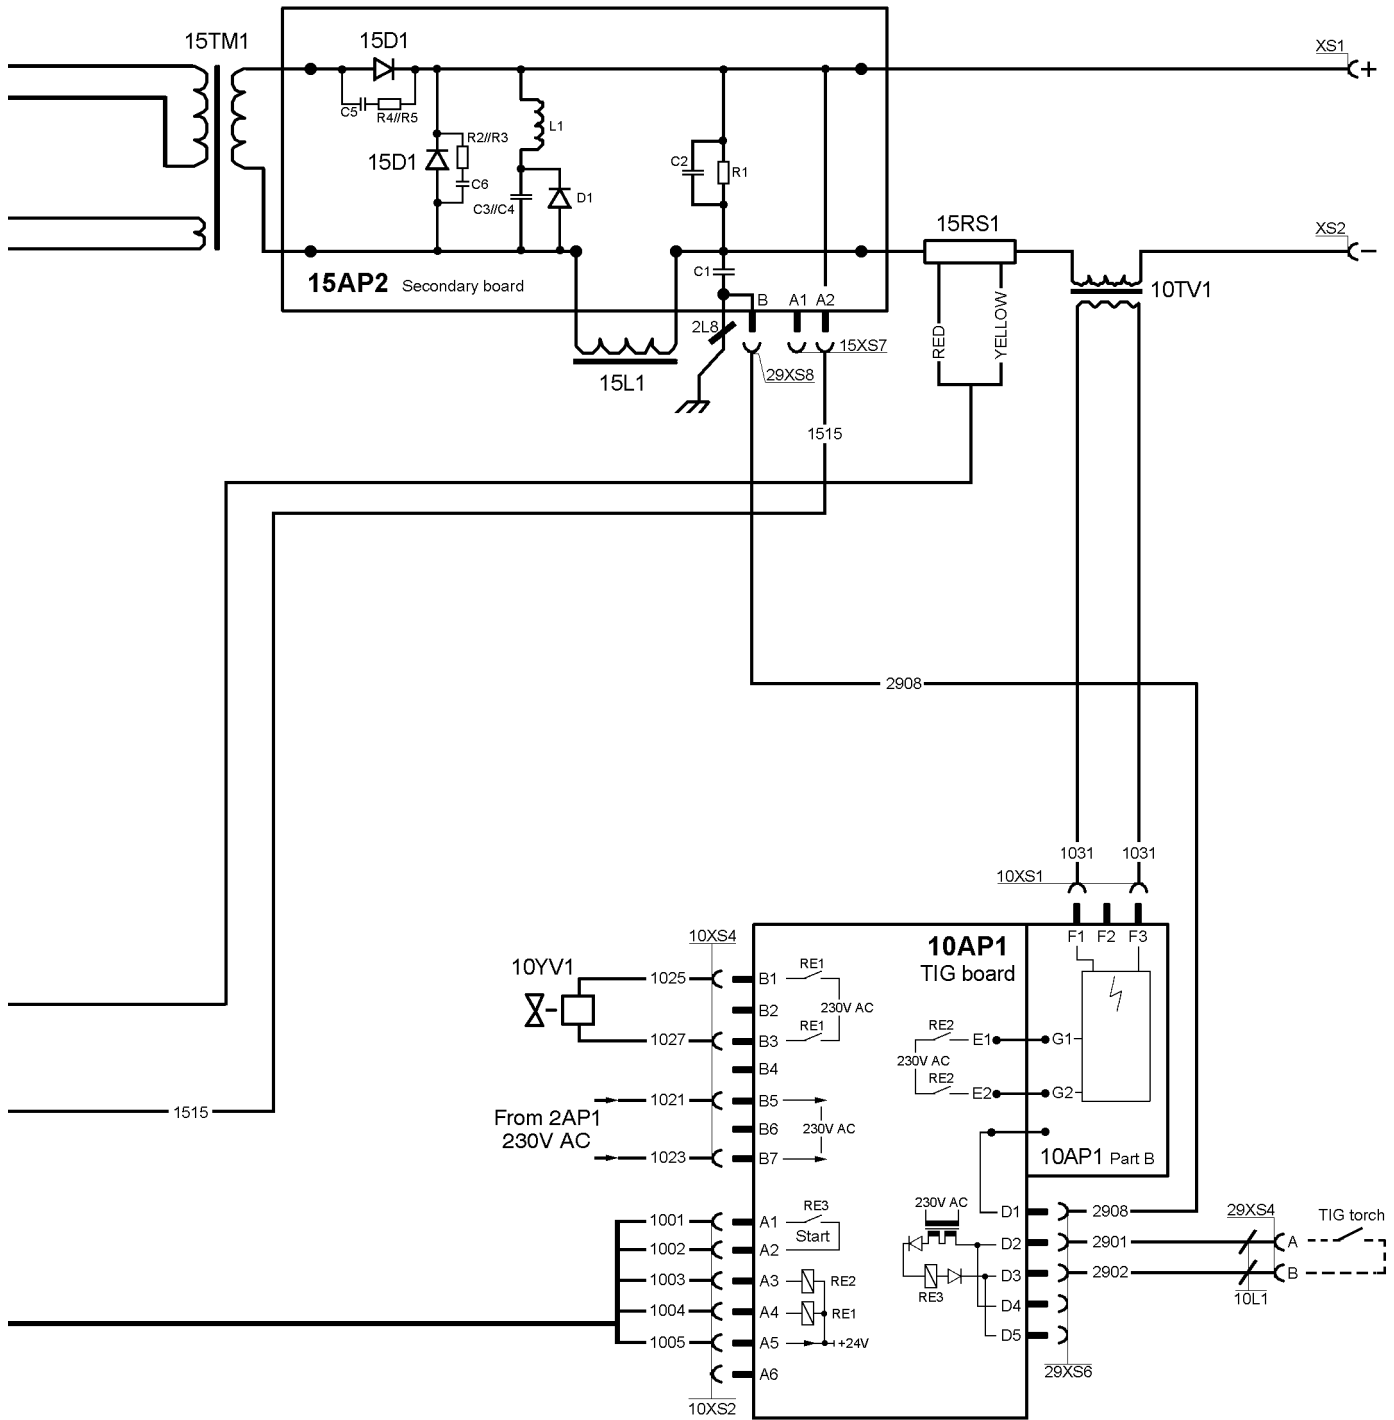 15TM1
15D1
XS1
+
C5
R4//R5
L1
R2//R3
15D1
C6
C3//C4
D1
C2
R1
15RS1
XS2
−
C1
15AP2 Secondary board
B A1 A2
10TV1
2L8
RED
YELLOW
15XS7
15L1
29XS8
1515
2908
1031 1031
10XS1
10XS4
10AP1
TIG board
F1 F2 F3
10YV1
1025
B1
RE1
B2
230V AC
1027
B3
RE1
RE2
E1
G1
230V AC
B4
RE2
E2
G2
From 2AP1
230V AC
1021
B5
B6
230V AC
1023
B7
10AP1 Part B
1515
1001
A1
RE3
Start
1002
A2
1003
A3
RE2
1004
A4
RE1
1005
A5
+24V
A6
10XS2
230V AC
D1
2908
29XS4
TIG torch
D2
2901
A
D3
2902
B
RE3
10L1
D4
D5
29XS6